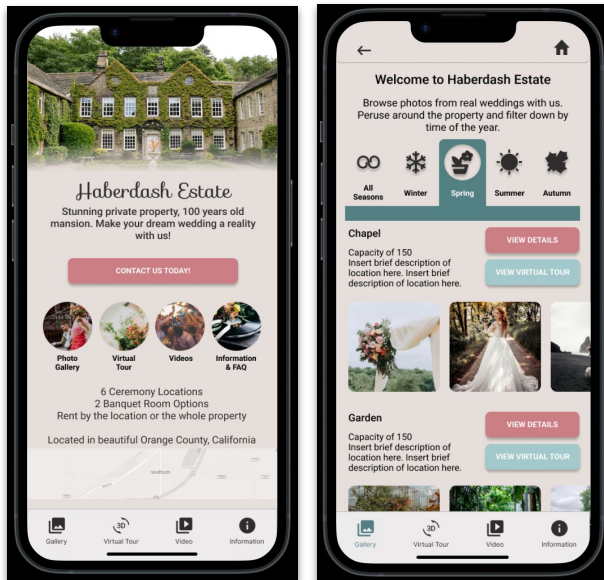 Haberdash Estate
Stunning private property, 100 years old
mansion. Make your dream wedding a reality
with us!
CONTACT US TODAY!
Photo
Gallery
Virtual
Tour
Videos
Information
& FAQ
6 Ceremony Locations
2 Banquet Room Options
Rent by the location or the whole property
Located in beautiful Orange County, California
Gallery
3D
Virtual Tour
Video
Information
Welcome to Haberdash Estate
Browse photos from real weddings with us.
Peruse around the property and filter down by
time of the year.
All
Seasons
Winter
Spring
Summer
Autumn
Chapel
Capacity of 150
Insert brief description of
location here. Insert brief
description of location here.
VIEW DETAILS
VIEW VIRTUAL TOUR
Garden
Capacity of 150
Insert brief description of
location here. Insert brief
description of location here.
VIEW DETAILS
VIEW VIRTUAL TOUR
Gallery
3D
Virtual Tour
Video
Information